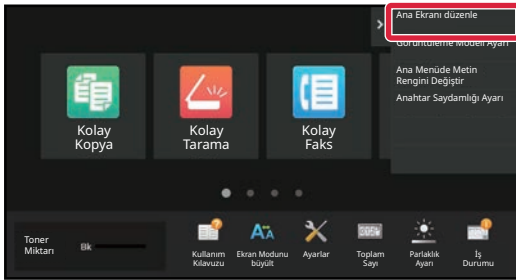 Ana Ekranı düzenle
Görüntüleme Modeli Ayarı
Ana Menüde Metin
Rengini Değiştir
Anahtar Saydamlığı Ayarı
Kolay
Kopya
Kolay
Tarama
Kolay
Faks
Toner
Miktarı
Bk
Kullanım
Kılavuzu
Ekran Modunu
büyült
Ayarlar
Toplam
Sayı
Parlaklık
Ayarı
İş
Durumu